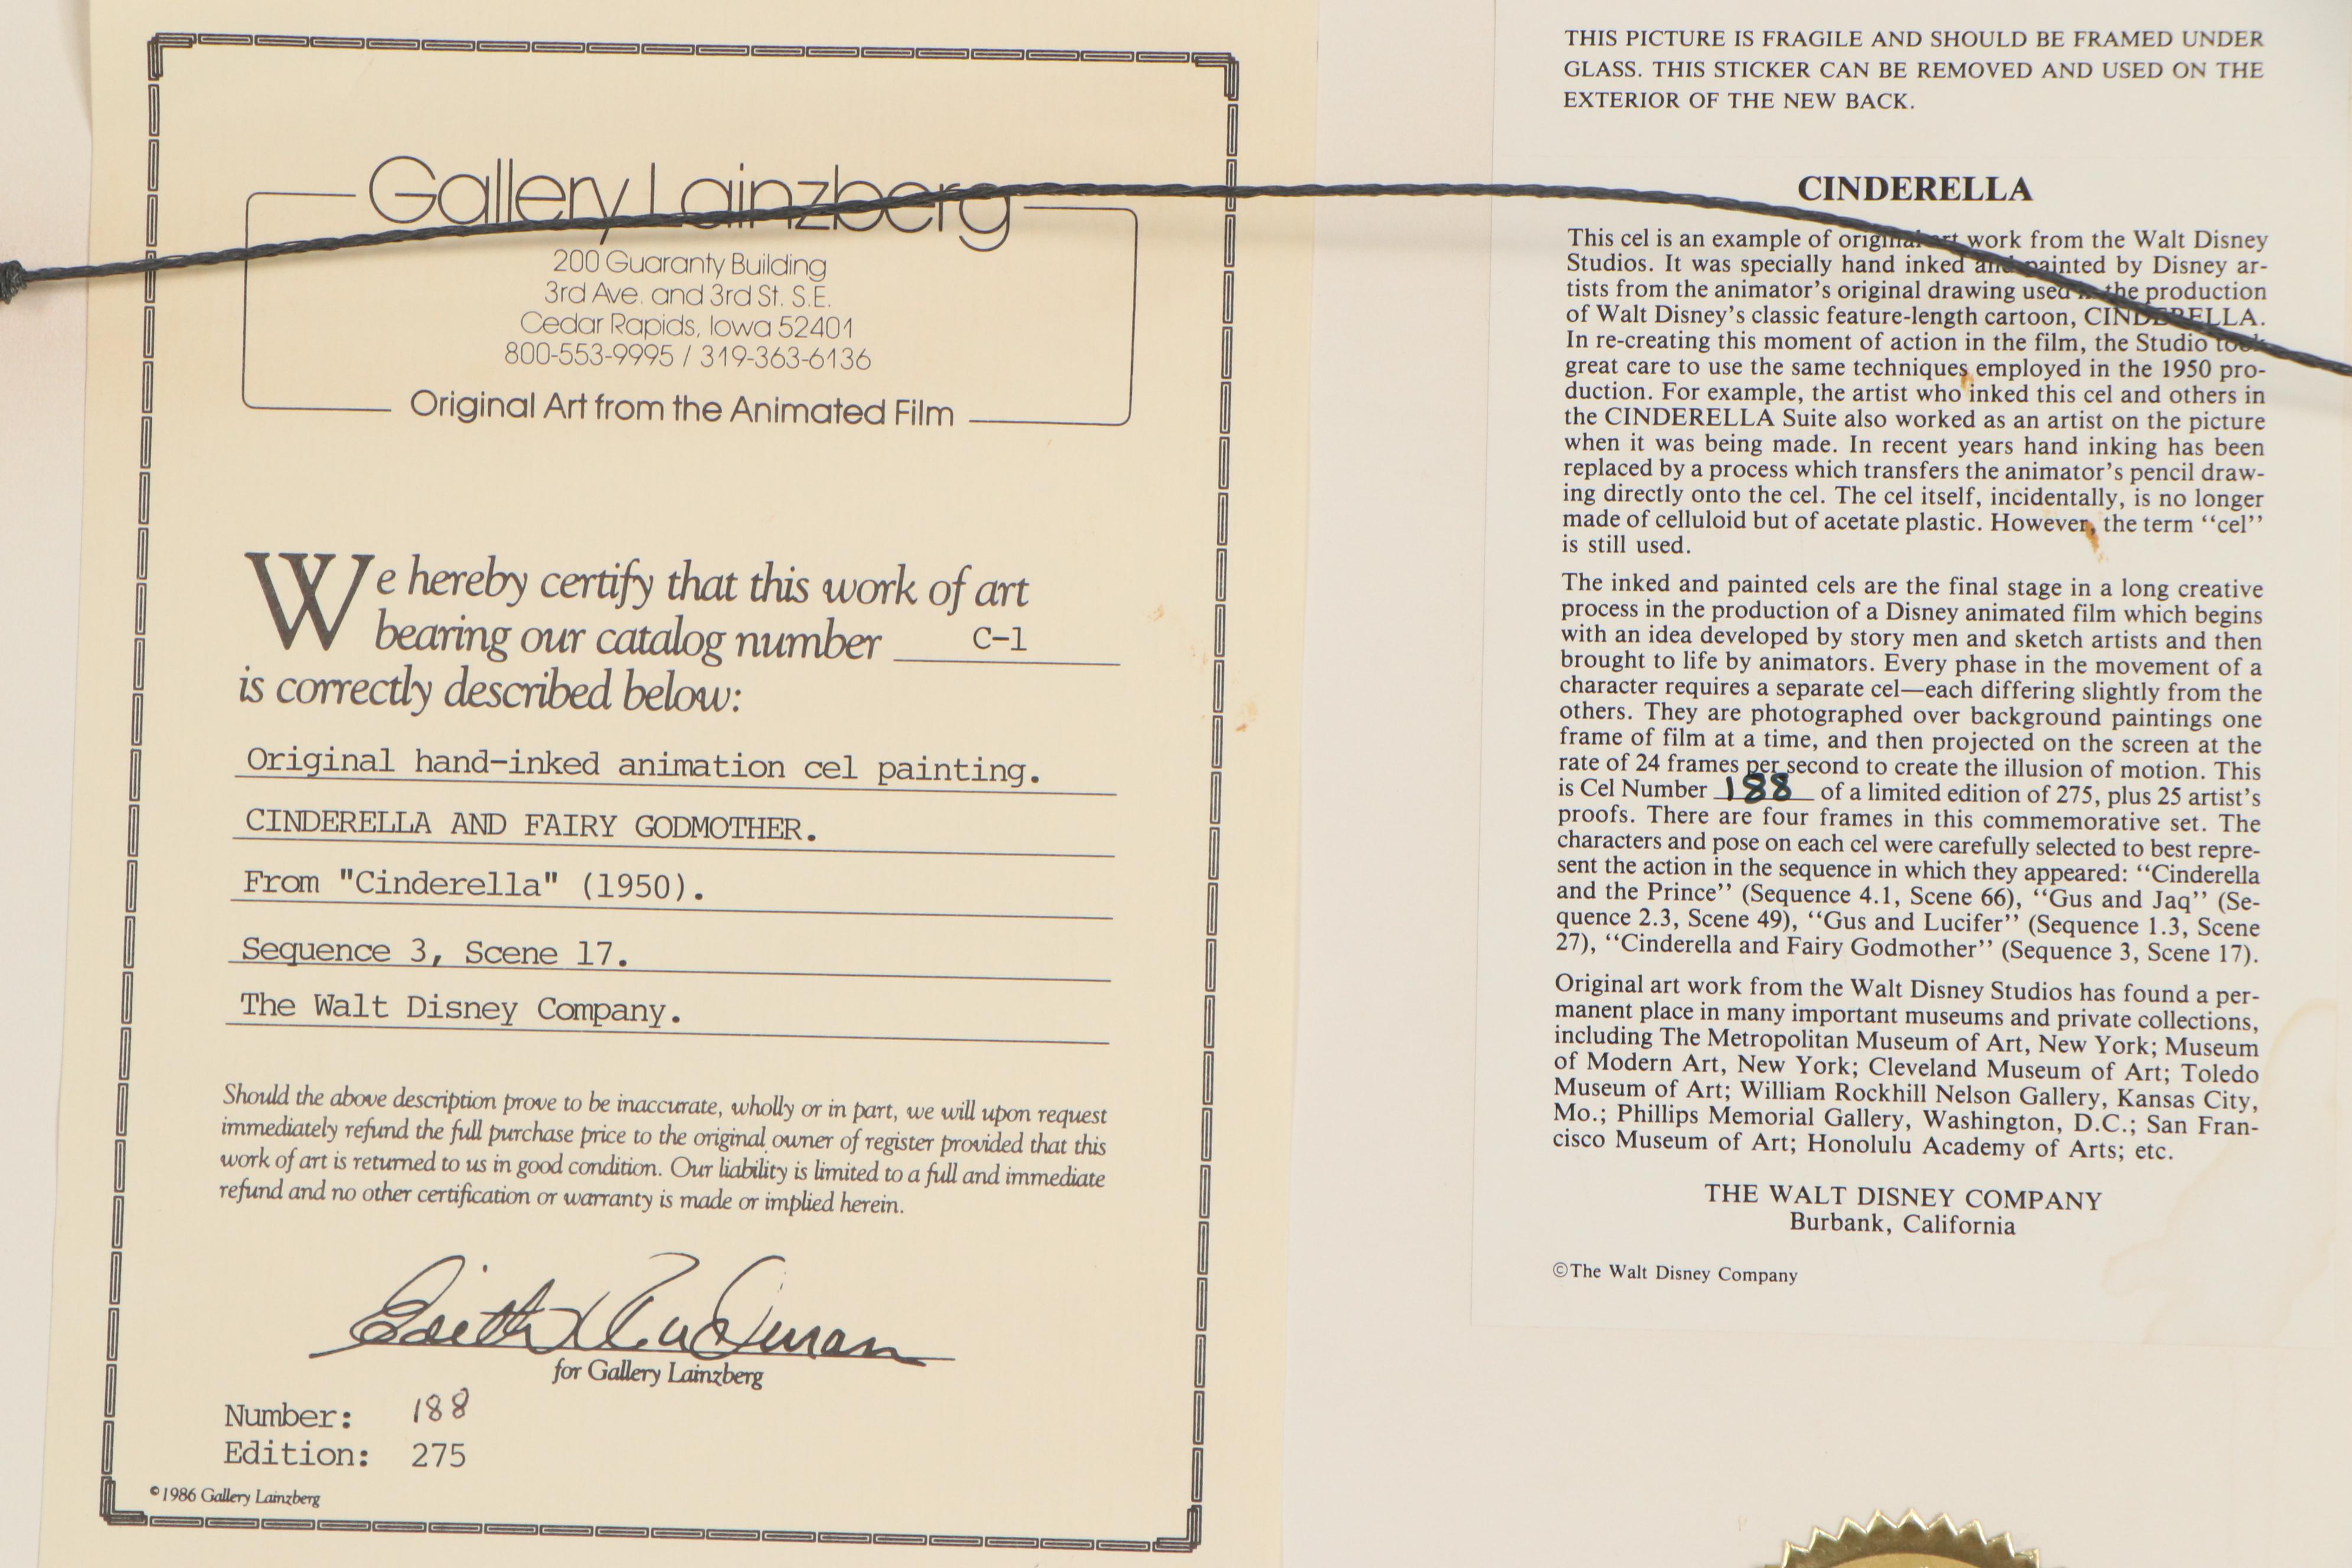 Gallery Lainzberg
200 Guaranty Building
3rd Ave. and 3rd St. S.E.
Cedar Rapids, Iowa 52401
800-553-9995 / 319-363-6136
Original Art from the Animated Film
We hereby certify that this work of art
bearing our catalog number C-1
is correctly described below:
Original hand-inked animation cel painting.
CINDERELLA AND FAIRY GODMOTHER.
From "Cinderella" (1950).
Sequence 3, Scene 17.
The Walt Disney Company.
Should the above description prove to be inaccurate, wholly or in part, we will upon request
immediately refund the full purchase price to the original owner of register provided that this
work of art is returned to us in good condition. Our liability is limited to a full and immediate
refund and no other certification or warranty is made or implied herein.
for Gallery Lainzberg
Number: 188
Edition: 275
©1986 Gallery Lainzberg
THIS PICTURE IS FRAGILE AND SHOULD BE FRAMED UNDER
GLASS. THIS STICKER CAN BE REMOVED AND USED ON THE
EXTERIOR OF THE NEW BACK.
CINDERELLA
This cel is an example of original art work from the Walt Disney
Studios. It was specially hand inked and painted by Disney ar-
tists from the animator's original drawing used in the production
of Walt Disney's classic feature-length cartoon, CINDERELLA.
In re-creating this moment of action in the film, the Studio took
great care to use the same techniques employed in the 1950 pro-
duction. For example, the artist who inked this cel and others in
the CINDERELLA Suite also worked as an artist on the picture
when it was being made. In recent years hand inking has been
replaced by a process which transfers the animator's pencil draw-
ing directly onto the cel. The cel itself, incidentally, is no longer
made of celluloid but of acetate plastic. However, the term ‘‘cel’’
is still used.
The inked and painted cels are the final stage in a long creative
process in the production of a Disney animated film which begins
with an idea developed by story men and sketch artists and then
brought to life by animators. Every phase in the movement of a
character requires a separate cel—each differing slightly from the
others. They are photographed over background paintings one
frame of film at a time, and then projected on the screen at the
rate of 24 frames per second to create the illusion of motion. This
is Cel Number 188 of a limited edition of 275, plus 25 artist's
proofs. There are four frames in this commemorative set. The
characters and pose on each cel were carefully selected to best repre-
sent the action in the sequence in which they appeared: ‘‘Cinderella
and the Prince’’ (Sequence 4.1, Scene 66), ‘‘Gus and Jaq’’ (Se-
quence 2.3, Scene 49), ‘‘Gus and Lucifer’’ (Sequence 1.3, Scene
27), ‘‘Cinderella and Fairy Godmother’’ (Sequence 3, Scene 17).
Original art work from the Walt Disney Studios has found a per-
manent place in many important museums and private collections,
including The Metropolitan Museum of Art, New York; Museum
of Modern Art, New York; Cleveland Museum of Art; Toledo
Museum of Art; William Rockhill Nelson Gallery, Kansas City,
Mo.; Phillips Memorial Gallery, Washington, D.C.; San Fran-
cisco Museum of Art; Honolulu Academy of Arts; etc.
THE WALT DISNEY COMPANY
Burbank, California
©The Walt Disney Company